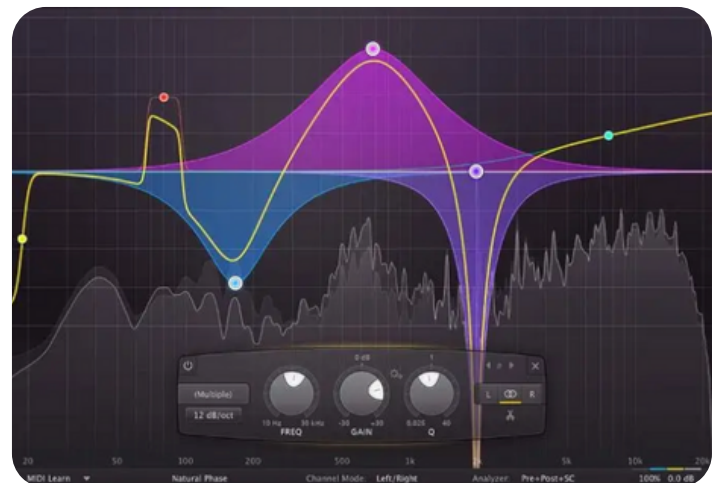 0 dB 1
(Multiple) L R
12 dB/oct
10 Hz 30 kHz -30 +30 0.025 40
FREQ GAIN Q
20 50 100 200 500 1k 5k 10k 20k
MIDI Learn Natural Phase Channel Mode: Left/Right Analyzer: Pre+Post+SC 100% 0.0 dB